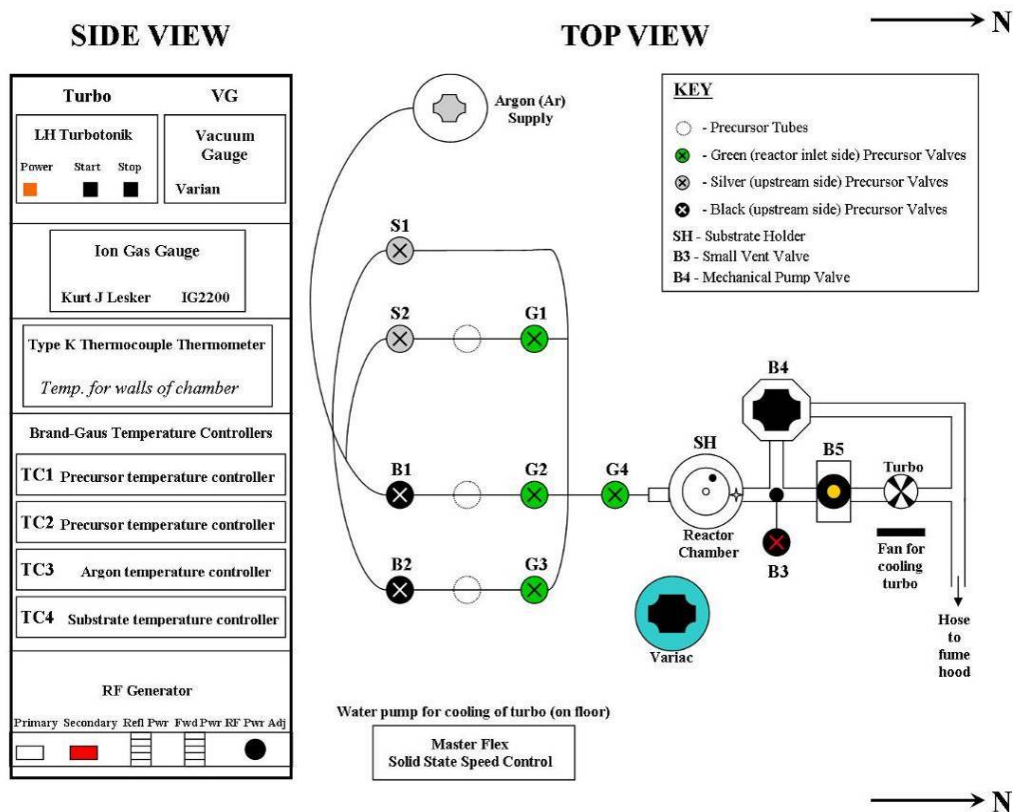 SIDE VIEW
TOP VIEW
N
Turbo
VG
LH Turbotonik
Power
Start
Stop
Vacuum
Gauge
Varian
Ion Gas Gauge
Kurt J Lesker
IG2200
Type K Thermocouple Thermometer
Temp. for walls of chamber
Brand-Gaus Temperature Controllers
TC1 Precursor temperature controller
TC2 Precursor temperature controller
TC3 Argon temperature controller
TC4 Substrate temperature controller
RF Generator
Primary
Secondary
Refl Pwr
Fwd Pwr
RF Pwr Adj
Argon (Ar)
Supply
KEY
- Precursor Tubes
- Green (reactor inlet side) Precursor Valves
- Silver (upstream side) Precursor Valves
- Black (upstream side) Precursor Valves
SH - Substrate Holder
B3 - Small Vent Valve
B4 - Mechanical Pump Valve
S1
S2
G1
B1
G2
G4
B2
G3
SH
Reactor
Chamber
B4
B5
Turbo
B3
Fan for
cooling
turbo
Variac
Hose
to
fume
hood
Water pump for cooling of turbo (on floor)
Master Flex
Solid State Speed Control
N